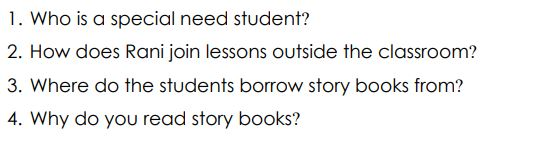 1. Who is a special need student?
2. How does Rani join lessons outside the classroom?
3. Where do the students borrow story books from?
4. Why do you read story books?